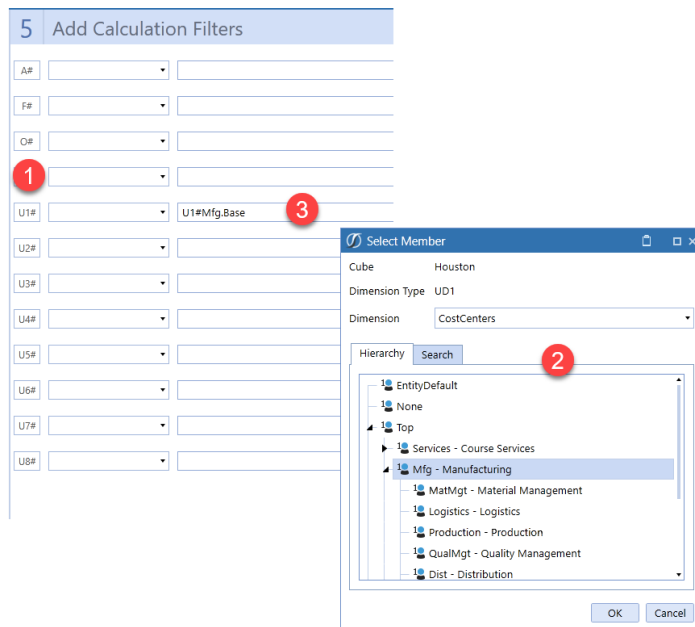 5 Add Calculation Filters
A#
F#
O#
1
U1# U1#Mfg.Base 3
U2#
U3#
U4#
U5#
U6#
U7#
U8#
Select Member
Cube Houston
Dimension Type UD1
Dimension CostCenters
Hierarchy Search
2
EntityDefault
None
Top
Services - Course Services
Mfg - Manufacturing
MatMgt - Material Management
Logistics - Logistics
Production - Production
QualMgt - Quality Management
Dist - Distribution
OK Cancel